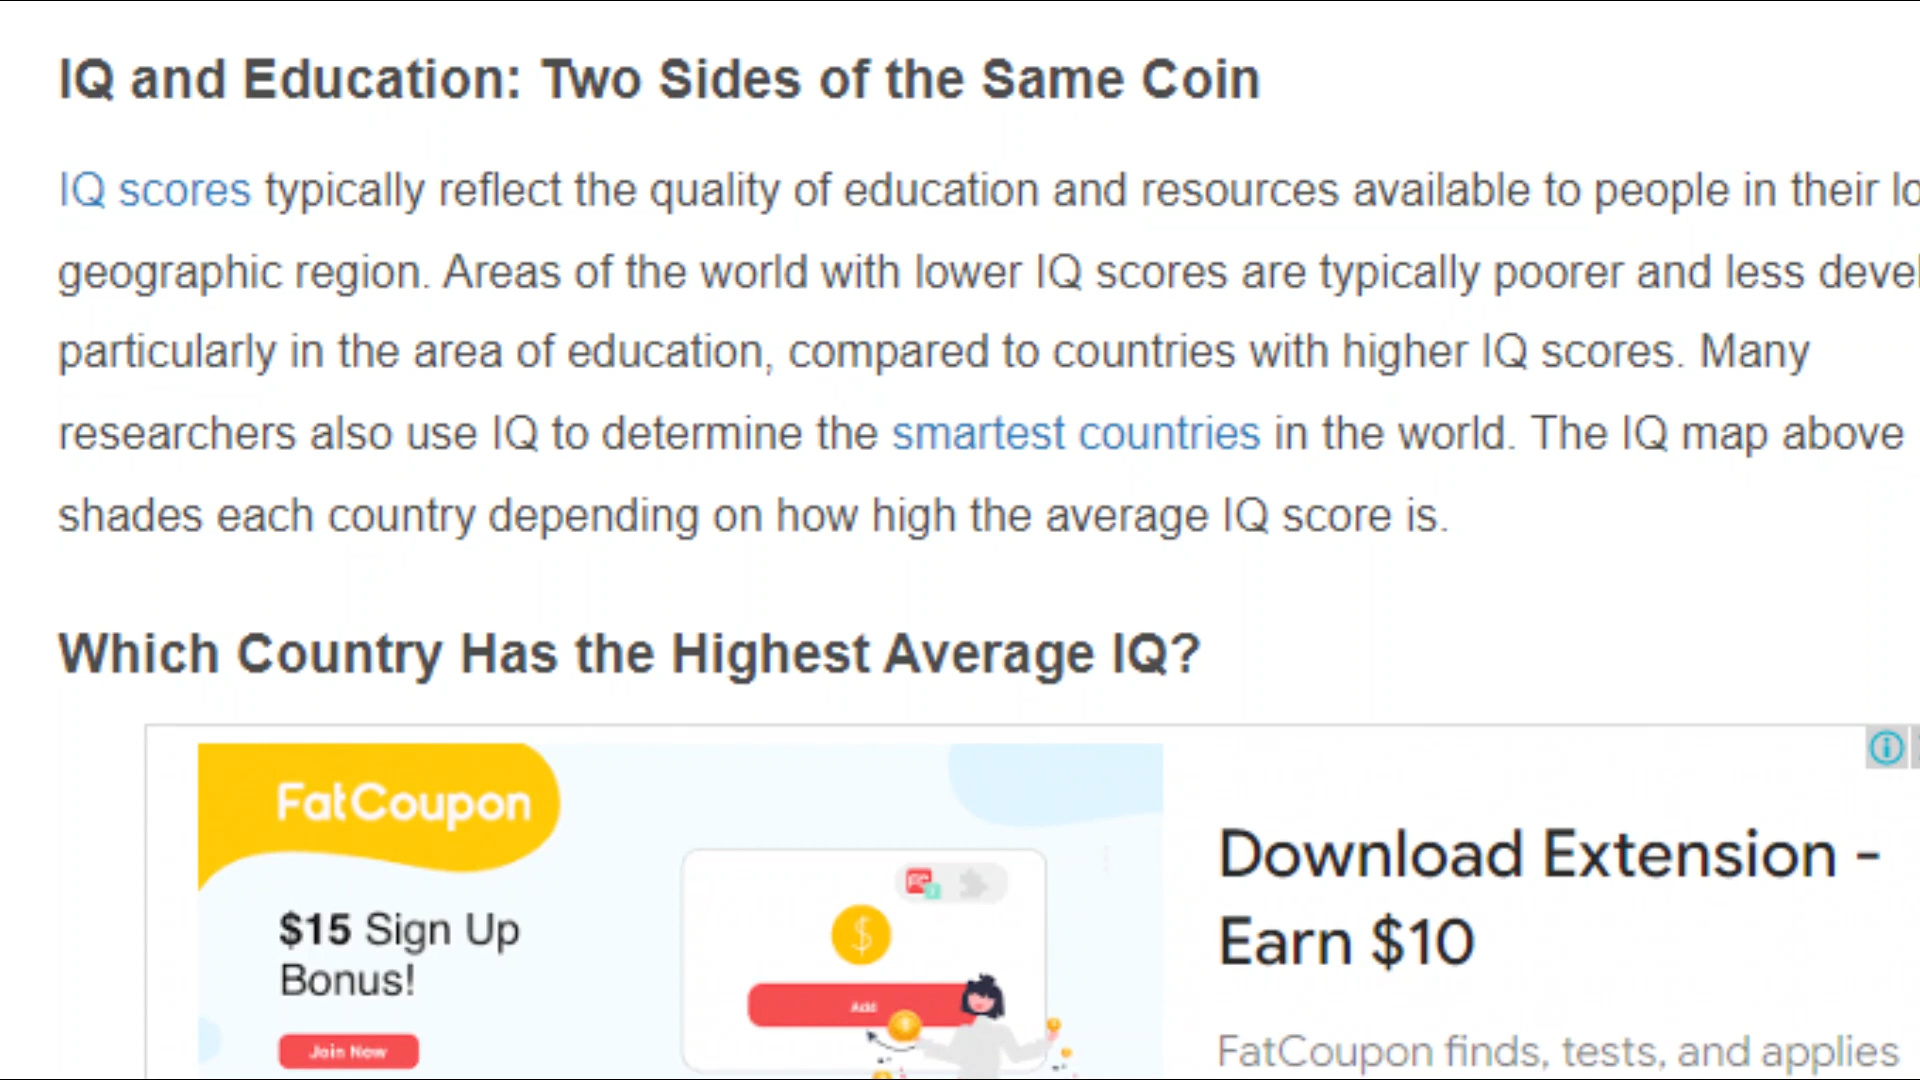 IQ and Education: Two Sides of the Same Coin
IQ scores typically reflect the quality of education and resources available to people in their lo
geographic region. Areas of the world with lower IQ scores are typically poorer and less devel
particularly in the area of education, compared to countries with higher IQ scores. Many
researchers also use IQ to determine the smartest countries in the world. The IQ map above
shades each country depending on how high the average IQ score is.
Which Country Has the Highest Average IQ?
FatCoupon
$15 Sign Up
Bonus!
Join Now
Add
Download Extension -
Earn $10
FatCoupon finds, tests, and applies